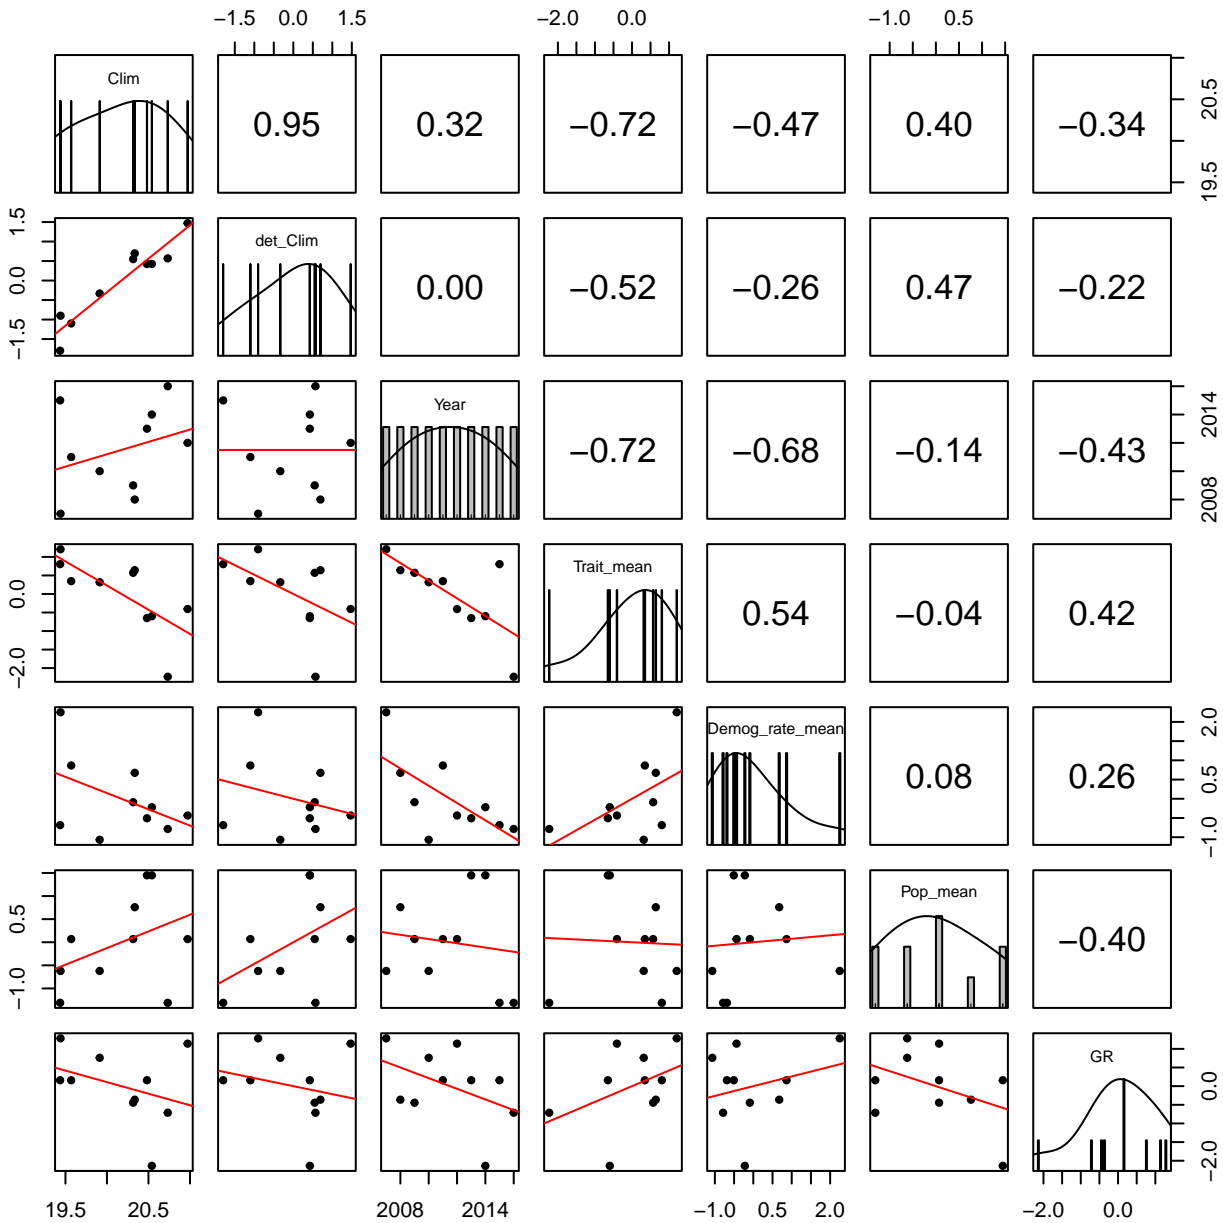 −1.5 0.0 1.5 −2.0 0.0 −1.0 0.5
Clim 0.95 0.32 −0.72 −0.47 0.40 −0.34 19.5 20.5
−1.5 0.0 1.5 det_Clim 0.00 −0.52 −0.26 0.47 −0.22
Year −0.72 −0.68 −0.14 −0.43 2008 2014
−2.0 0.0 Trait_mean 0.54 −0.04 0.42
Demog_rate_mean 0.08 0.26 −1.0 0.5 2.0
−1.0 0.5 Pop_mean −0.40
GR −2.0 0.0
19.5 20.5 2008 2014 −1.0 0.5 2.0 −2.0 0.0